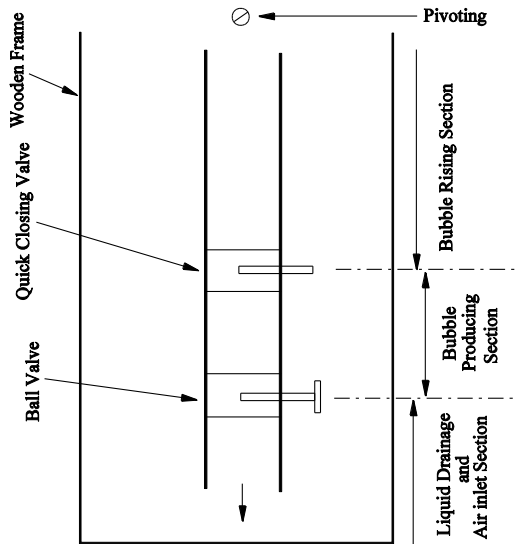 Pivoting
Wooden Frame
Bubble Rising Section
Quick Closing Valve
Bubble
Producing
Section
Ball Valve
Liquid Drainage
and
Air inlet Section